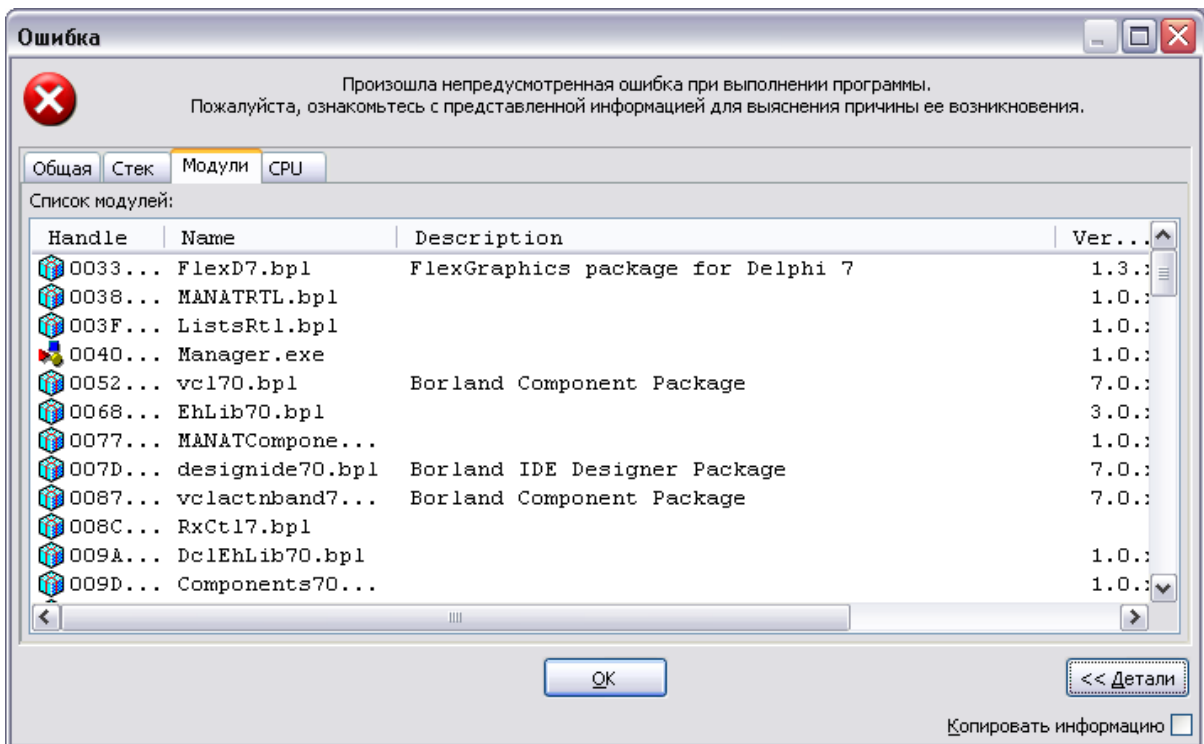 Ошибка
Произошла непредусмотренная ошибка при выполнении программы.
Пожалуйста, ознакомьтесь с представленной информацией для выяснения причины ее возникновения.
Общая Стек Модули CPU
Список модулей:
Handle Name Description Ver...
0033... FlexD7.bpl FlexGraphics package for Delphi 7 1.3.
0038... MANATRTL.bpl 1.0.
003F... ListsRtl.bpl 1.0.
0040... Manager.exe 1.0.
0052... vcl70.bpl Borland Component Package 7.0.
0068... EhLib70.bpl 3.0.
0077... MANATCompone... 1.0.
007D... designide70.bpl Borland IDE Designer Package 7.0.
0087... vclactnband7... Borland Component Package 7.0.
008C... RxCtl7.bpl
009A... DclEhLib70.bpl 1.0.
009D... Components70... 1.0.
OK
<< Детали
Копировать информацию